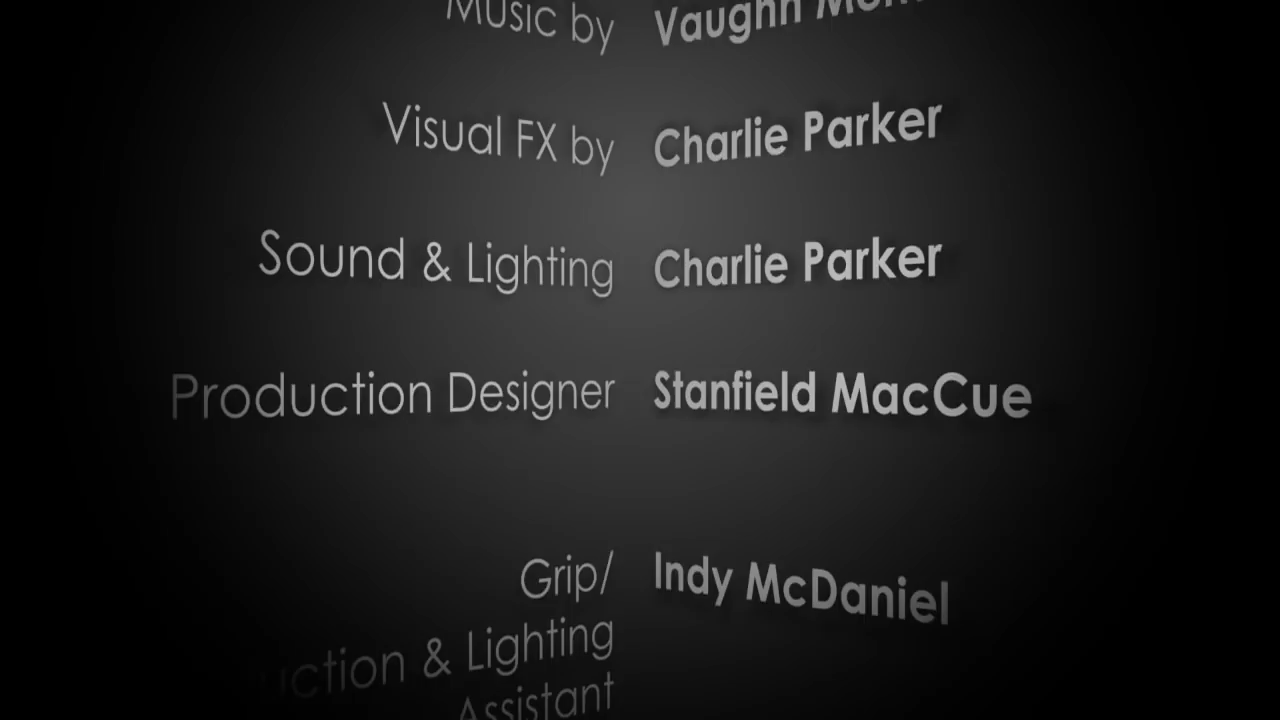 Music by Vaughn
Visual FX by Charlie Parker
Sound & Lighting Charlie Parker
Production Designer Stanfield MacCue
Grip/ Indy McDaniel
& Lighting
Assistant